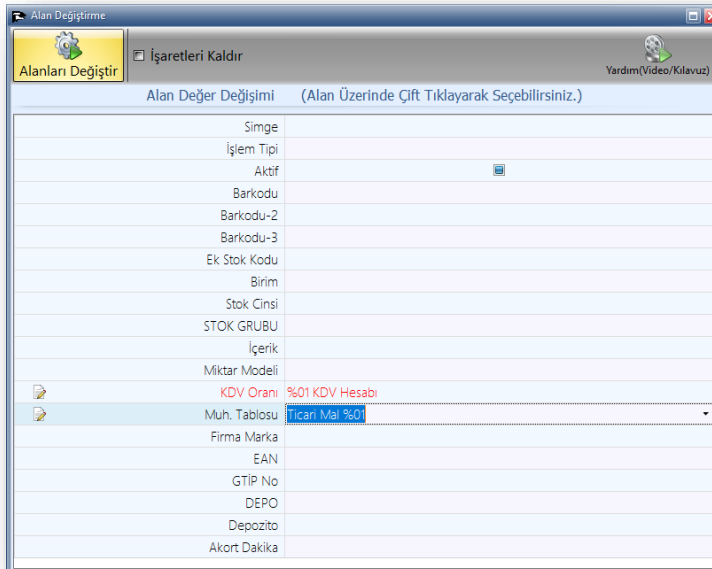 Alan Değiştirme
Alanları Değiştir
İşaretleri Kaldır
Yardım(Video/Kılavuz)
Alan Değer Değişimi (Alan Üzerinde Çift Tıklayarak Seçebilirsiniz.)
Simge
İşlem Tipi
Aktif
Barkodu
Barkodu-2
Barkodu-3
Ek Stok Kodu
Birim
Stok Cinsi
STOK GRUBU
İçerik
Miktar Modeli
KDV Oranı %01 KDV Hesabı
Muh. Tablosu Ticari Mal %01
Firma Marka
EAN
GTİP No
DEPO
Depozito
Akort Dakika